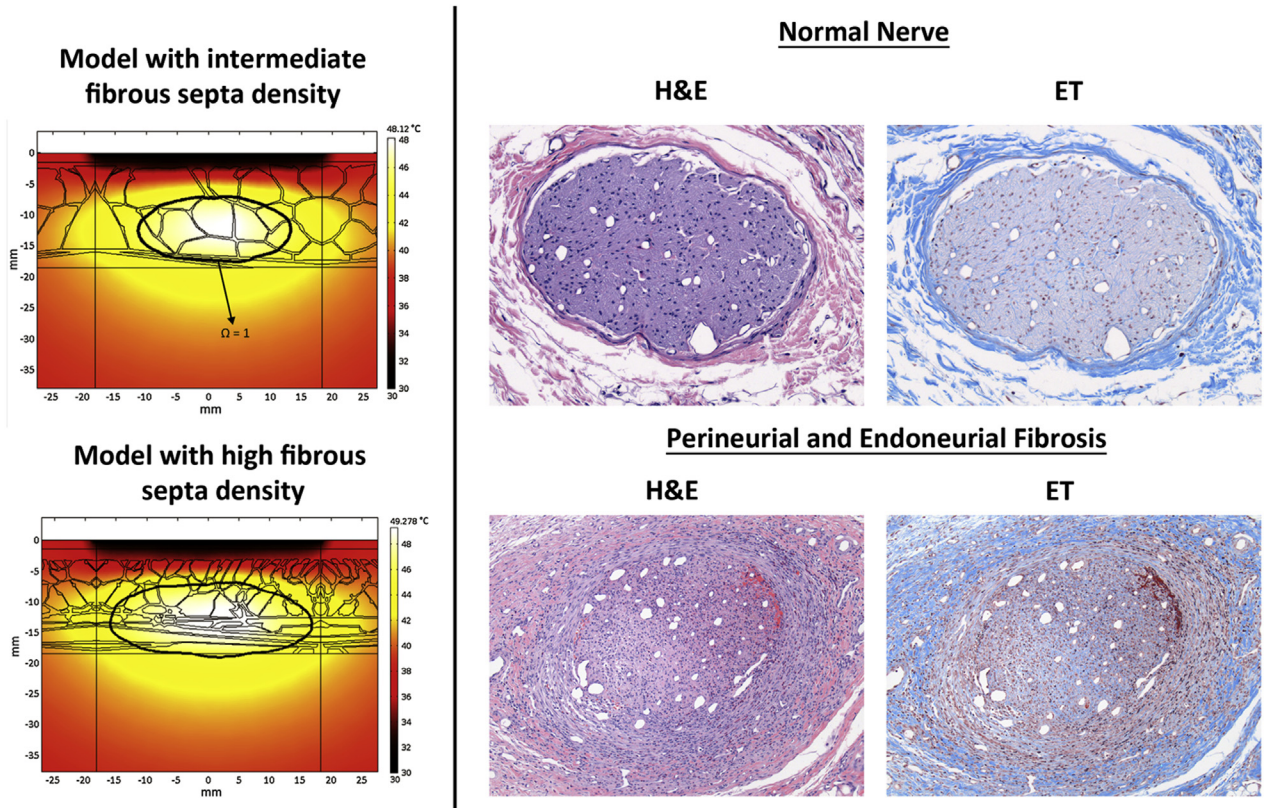 Model with intermediate
fibrous septa density
48.12 °C
0
-5
-10
-15
-20
-25
-30
-35
mm
48
46
44
42
40
38
36
34
32
30
30
Ω = 1
-25 -20 -15 -10 -5 0 5 10 15 20 25
mm
Model with high fibrous
septa density
49.278 °C
0
-5
-10
-15
-20
-25
-30
-35
mm
48
46
44
42
40
38
36
34
32
30
30
-25 -20 -15 -10 -5 0 5 10 15 20 25
mm
Normal Nerve
H&E ET
Perineurial and Endoneurial Fibrosis
H&E ET